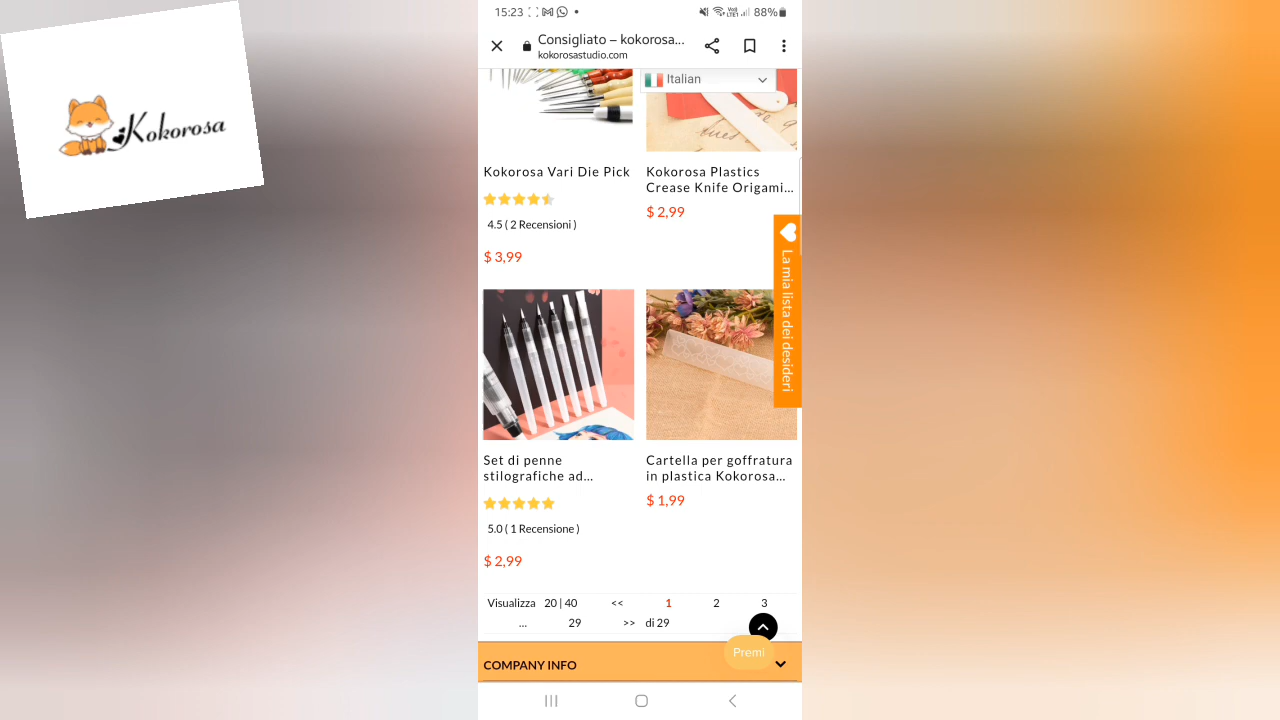 Kokorosa
15:23
VoII
LTE1
88%
Consigliato – kokorosa...
kokorosastudio.com
Italian
Kokorosa Vari Die Pick
4.5 ( 2 Recensioni )
$ 3,99
Kokorosa Plastics
Crease Knife Origami...
$ 2,99
La mia lista dei desideri
Set di penne
stilografiche ad...
5.0 ( 1 Recensione )
$ 2,99
Cartella per goffratura
in plastica Kokorosa...
$ 1,99
Visualizza 20 | 40 << 1 2 3
... 29 >> di 29
Premi
COMPANY INFO